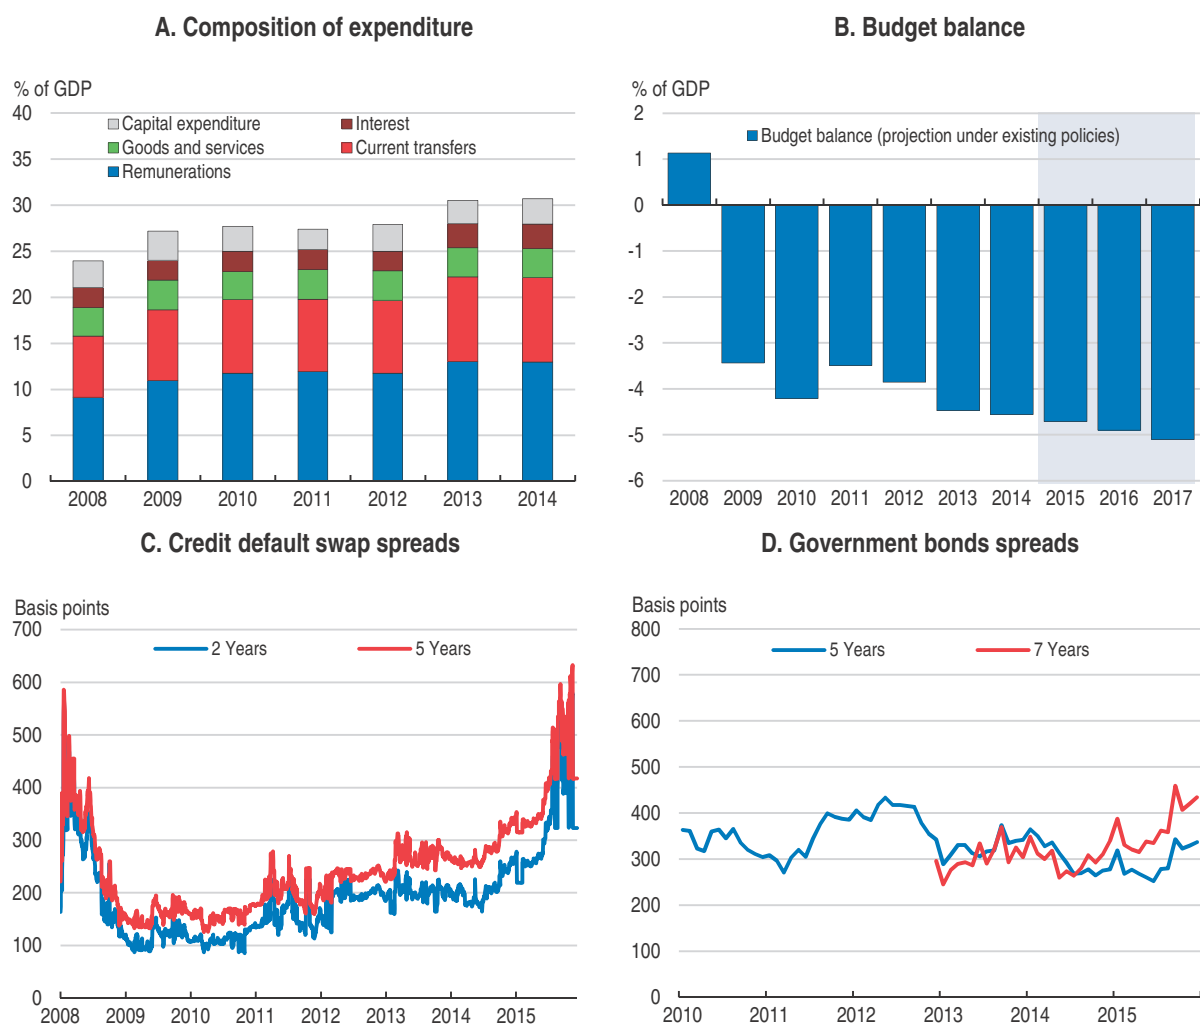 A. Composition of expenditure
% of GDP
40
35
30
25
20
15
10
5
0
Capital expenditure
Interest
Goods and services
Current transfers
Remunerations
2008 2009 2010 2011 2012 2013 2014
B. Budget balance
% of GDP
2
1
0
-1
-2
-3
-4
-5
-6
Budget balance (projection under existing policies)
2008 2009 2010 2011 2012 2013 2014 2015 2016 2017
C. Credit default swap spreads
Basis points
700
600
500
400
300
200
100
0
2 Years
5 Years
2008 2009 2010 2011 2012 2013 2014 2015
D. Government bonds spreads
Basis points
800
700
600
500
400
300
200
100
0
5 Years
7 Years
2010 2011 2012 2013 2014 2015